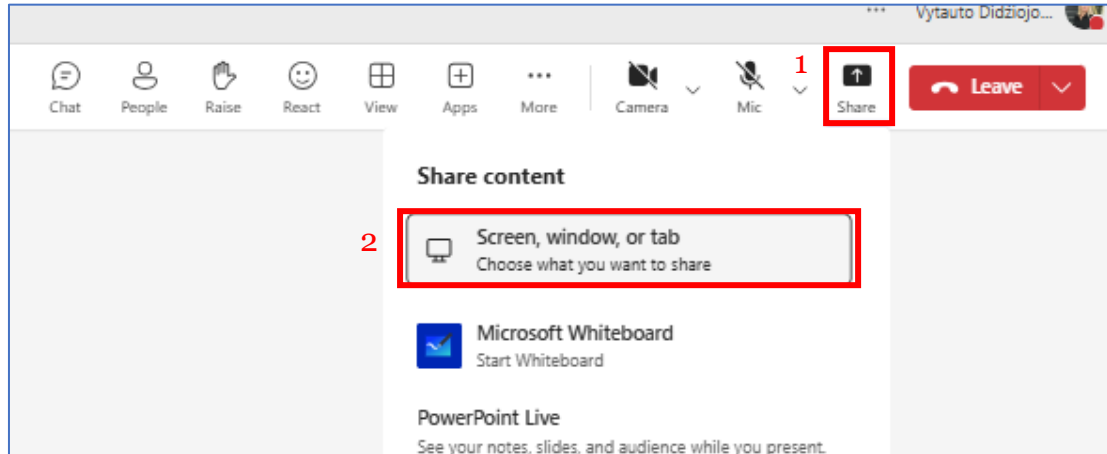 ... Vytauto Didžiojo...
Chat People Raise React View Apps ... More Camera Mic 1 Share Leave
Share content
2 Screen, window, or tab
Choose what you want to share
Microsoft Whiteboard
Start Whiteboard
PowerPoint Live
See your notes, slides, and audience while you present.